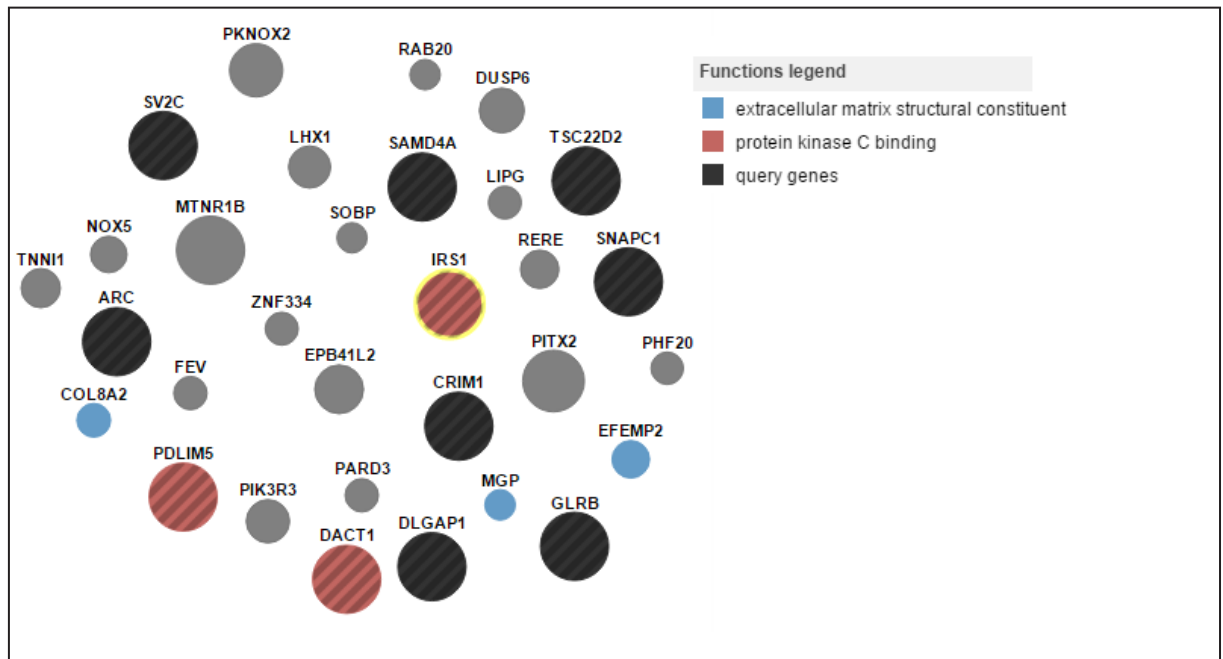 PKNOX2
RAB20
DUSP6
SV2C
LHX1
SAMD4A
TSC22D2
LIPG
MTNR1B
SOBP
NOX5
RERE
SNAPC1
TNNI1
IRS1
ARC
ZNF334
PITX2
PHF20
EPB41L2
FEV
CRIM1
COL8A2
EFEMP2
PDLIM5
PARD3
MGP
PIK3R3
GLRB
DACT1
DLGAP1
Functions legend
extracellular matrix structural constituent
protein kinase C binding
query genes